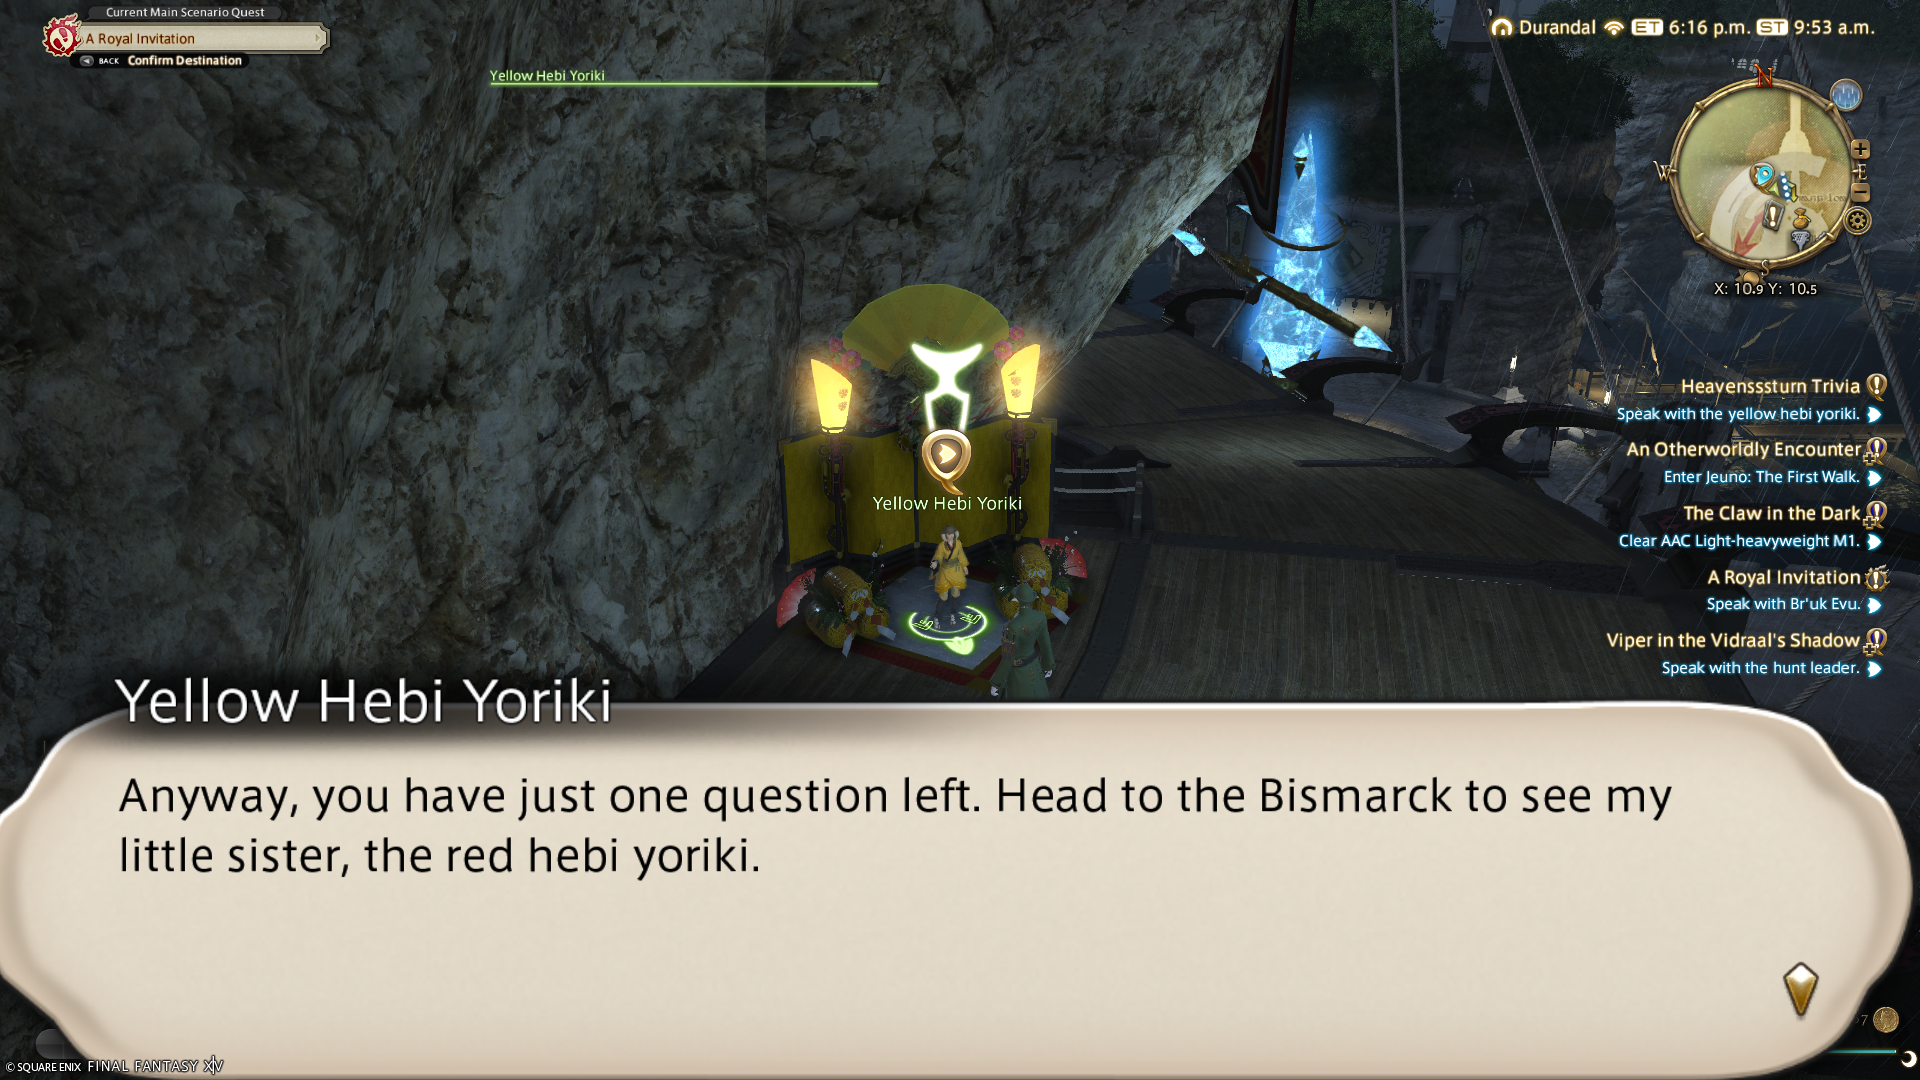 Current Main Scenario Quest
A Royal Invitation
BACK Confirm Destination
Yellow Hebi Yoriki
Durandal ET 6:16 p.m. ST 9:53 a.m.
N
W
E
S
X: 10.9 Y: 10.5
Heavensssturn Trivia
Speak with the yellow hebi yoriki.
An Otherworldly Encounter
Enter Jeuno: The First Walk.
The Claw in the Dark
Clear AAC Light-heavyweight M1.
A Royal Invitation
Speak with Br'uk Evu.
Viper in the Vidraal's Shadow
Speak with the hunt leader.
Yellow Hebi Yoriki
Yellow Hebi Yoriki
Anyway, you have just one question left. Head to the Bismarck to see my
little sister, the red hebi yoriki.
7
© SQUARE ENIX FINAL FANTASY XIV